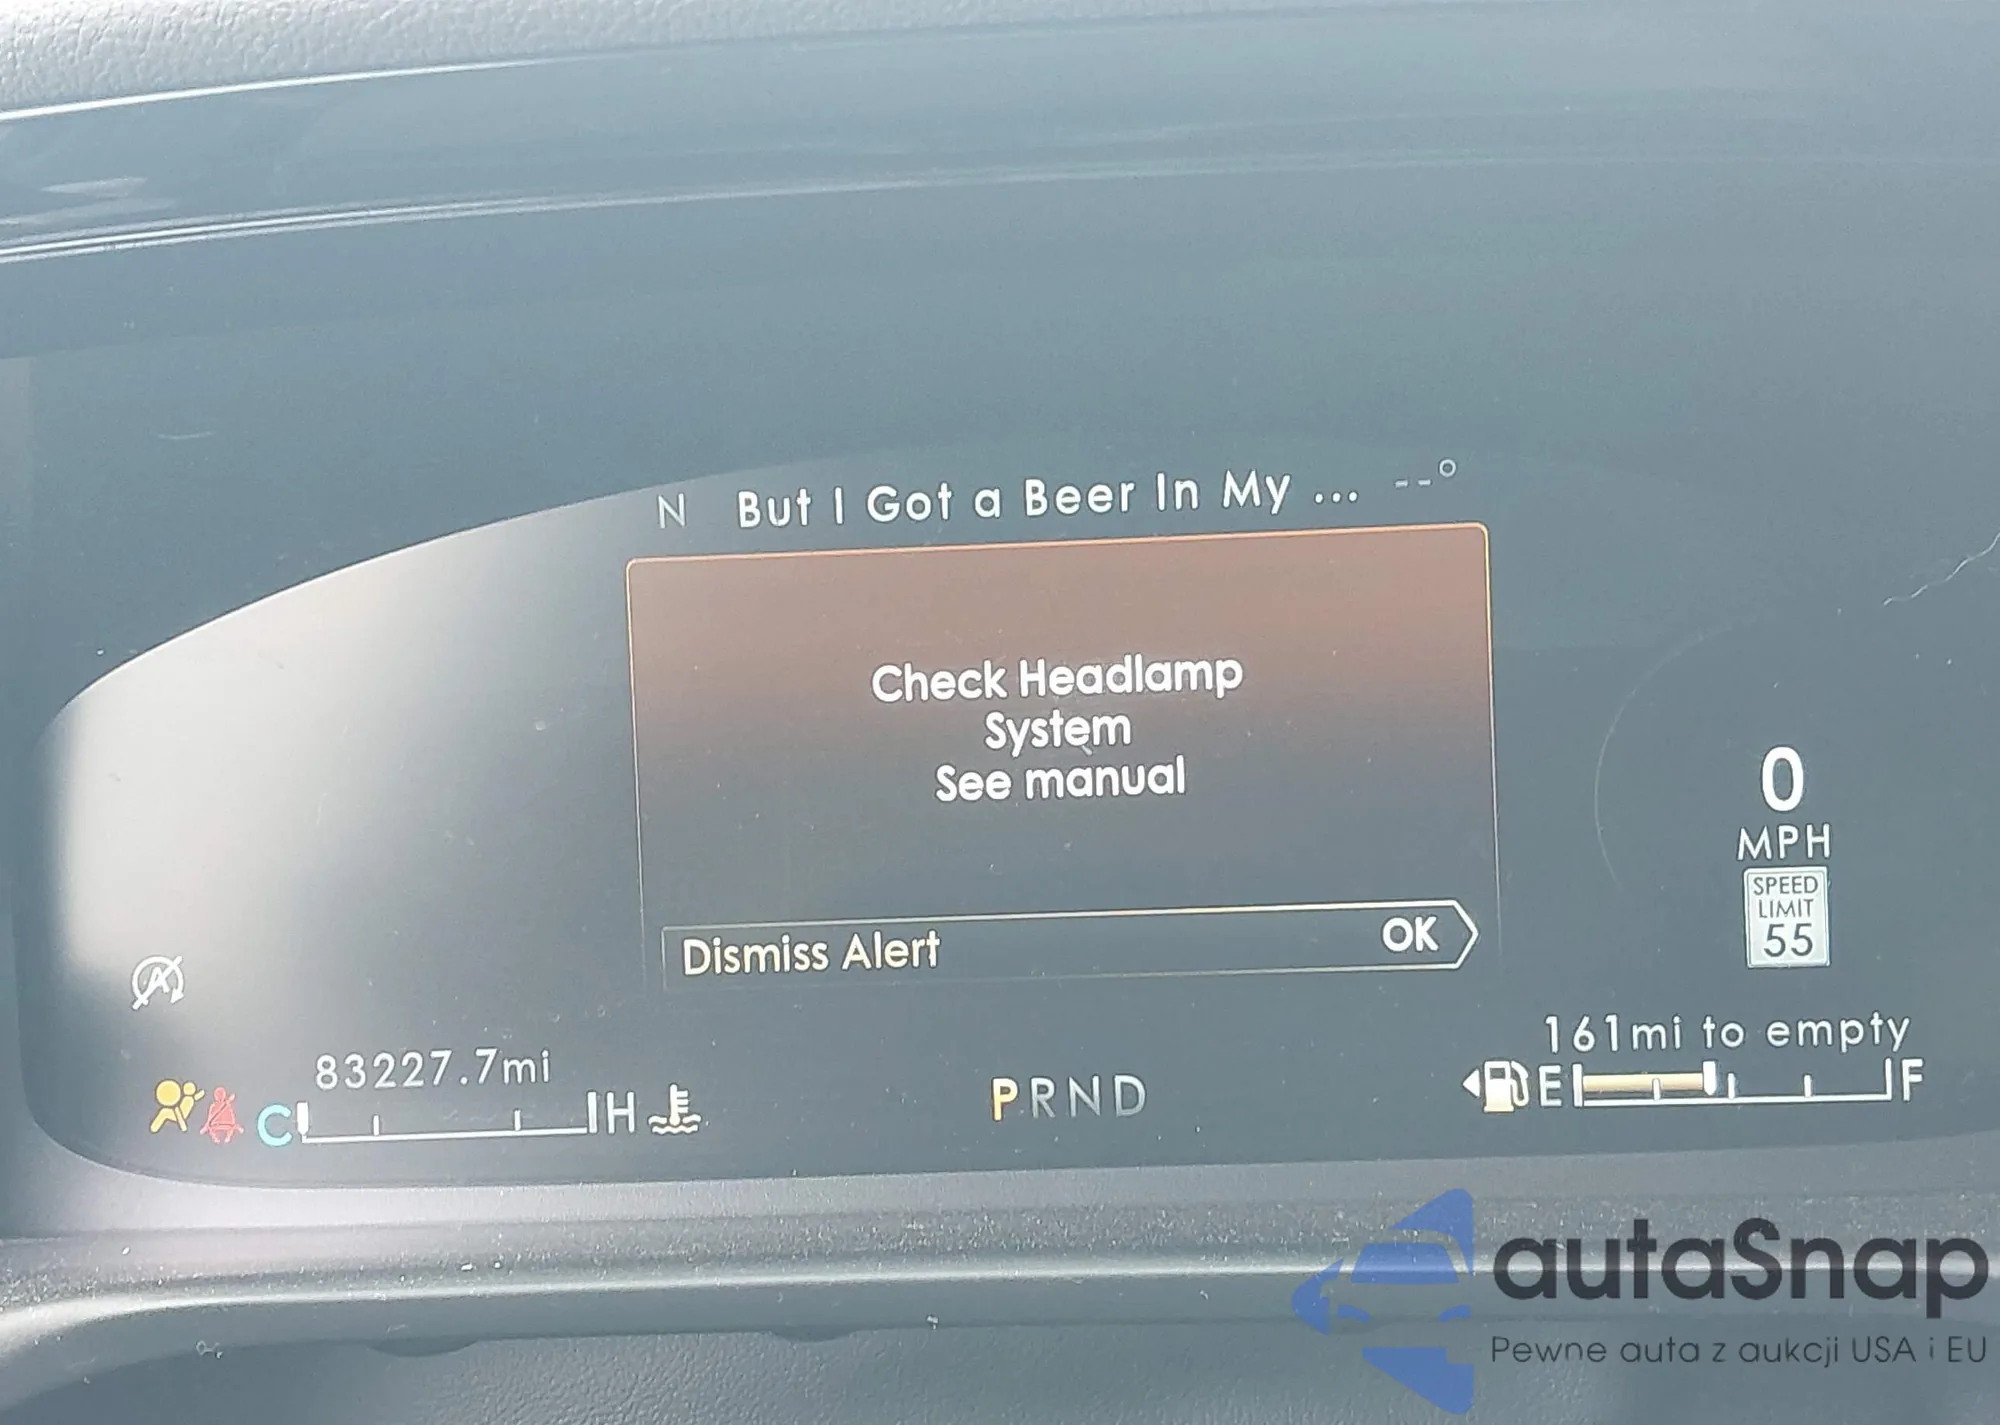 N But I Got a Beer In My ... --°
Check Headlamp
System
See manual
Dismiss Alert OK
0
MPH
SPEED
LIMIT
55
161mi to empty
83227.7mi
C H
PRND
E F
autaSnap
Pewne auta z aukcji USA i EU